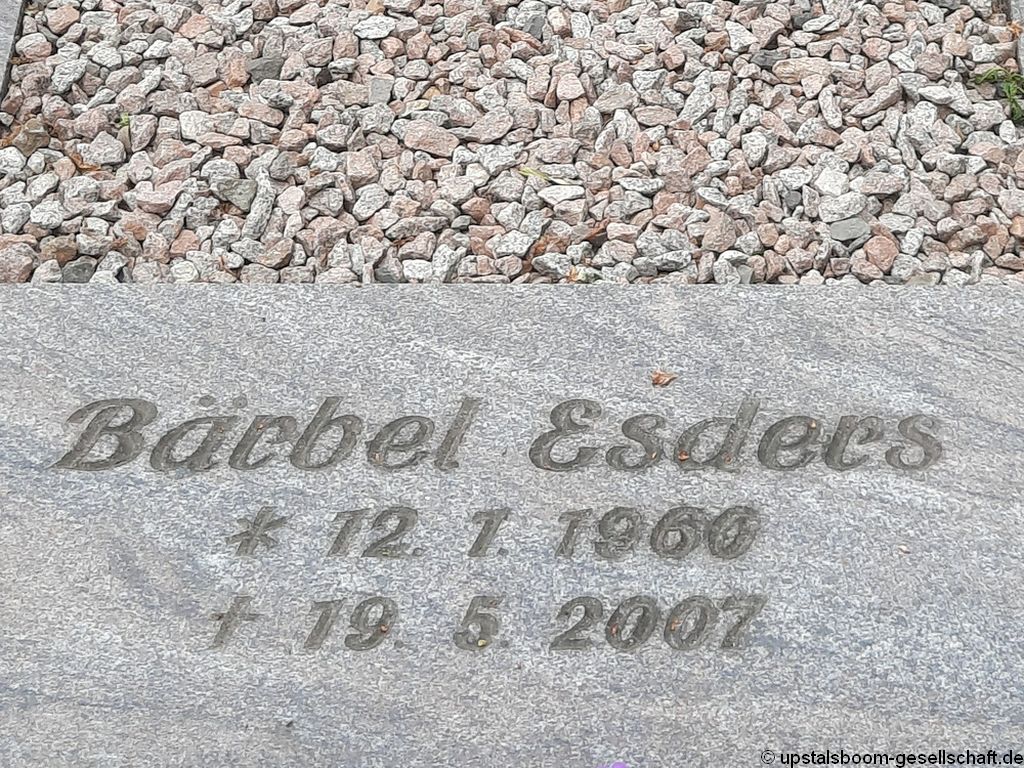 Bärbel Esders
* 12. 1. 1960
† 19. 5. 2007
© upstalsboom-gesellschaft.de